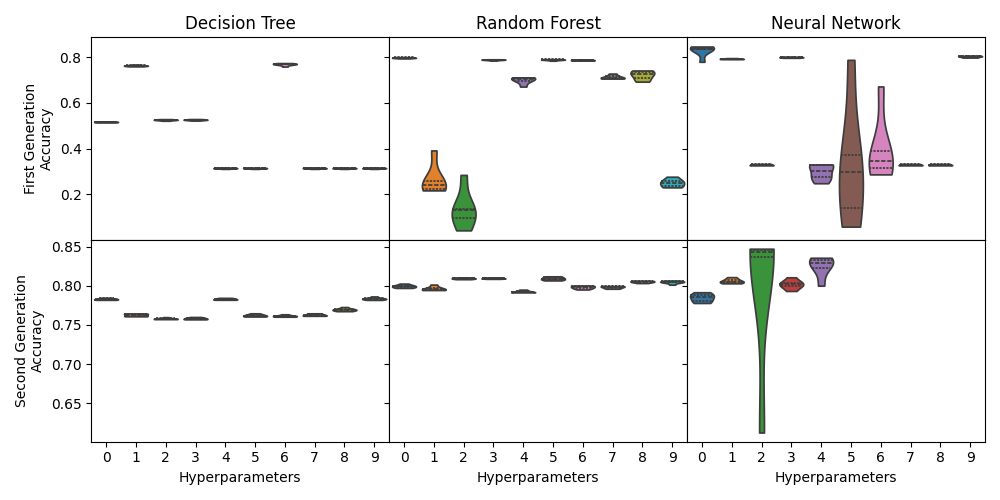 Decision Tree Random Forest Neural Network
First Generation
Accuracy
0.8
0.6
0.4
0.2
Second Generation
Accuracy
0.85
0.80
0.75
0.70
0.65
0 1 2 3 4 5 6 7 8 9 0 1 2 3 4 5 6 7 8 9 0 1 2 3 4 5 6 7 8 9
Hyperparameters Hyperparameters Hyperparameters